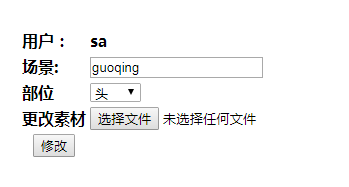 用户： sa
场景: guoqing
部位 头
更改素材 选择文件 未选择任何文件
修改